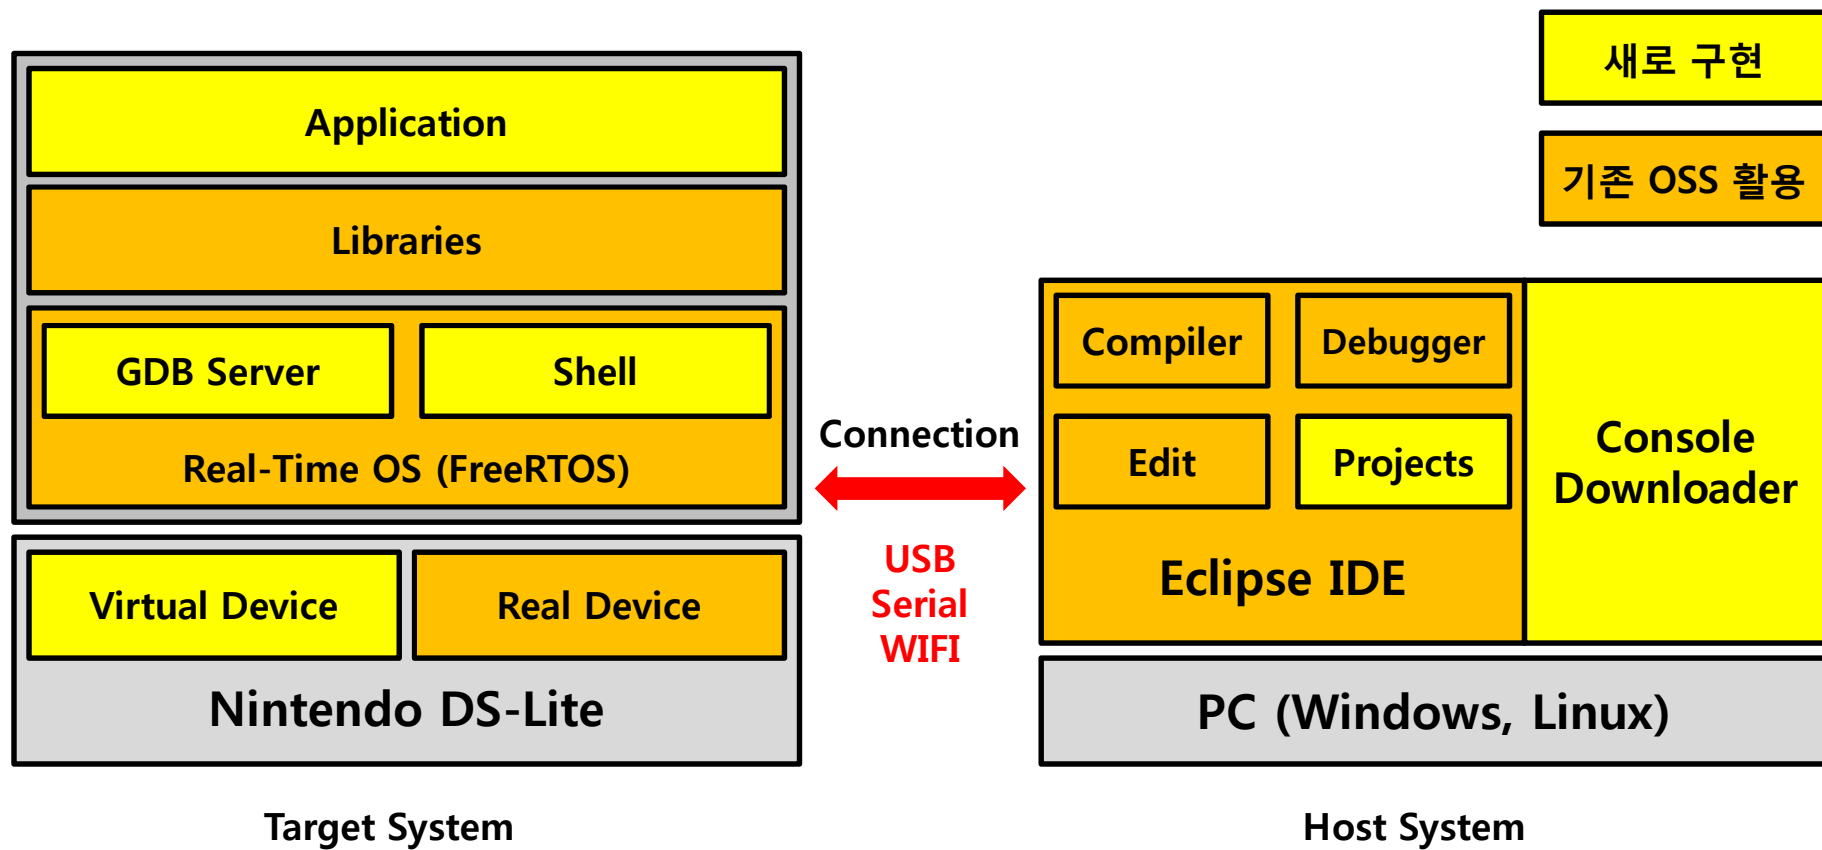 새로 구현
기존 OSS 활용
Application
Libraries
GDB Server
Shell
Real-Time OS (FreeRTOS)
Virtual Device
Real Device
Nintendo DS-Lite
Target System
Connection
USB
Serial
WIFI
Compiler
Debugger
Edit
Projects
Eclipse IDE
Console
Downloader
PC (Windows, Linux)
Host System